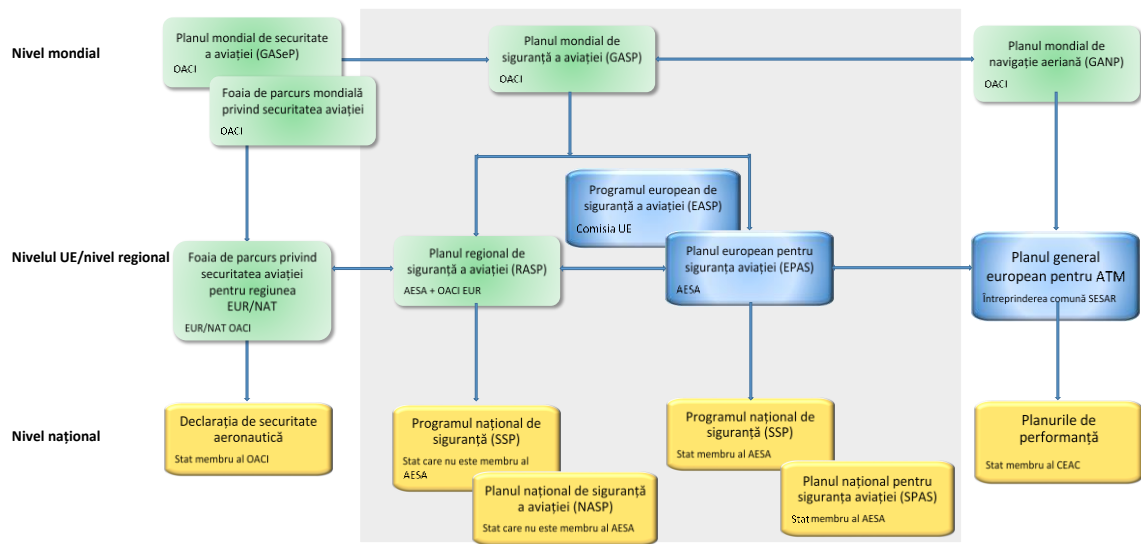 Nivel mondial
Planul mondial de securitate
a aviației (GASeP)
OACI
Foaia de parcurs mondială
privind securitatea aviației
OACI
Planul mondial de
siguranță a aviației (GASP)
OACI
Planul mondial de
navigație aeriană (GANP)
OACI
Nivelul UE/nivel regional
Foaia de parcurs privind
securitatea aviației
pentru regiunea
EUR/NAT
EUR/NAT OACI
Planul regional de
siguranță a aviației (RASP)
AESA + OACI EUR
Programul european de
siguranță a aviației (EASP)
Comisia UE
Planul european pentru
siguranța aviației (EPAS)
AESA
Planul general
european pentru ATM
Întreprinderea comună SESAR
Nivel național
Declarația de securitate
aeronautică
Stat membru al OACI
Programul național de
siguranță (SSP)
Stat care nu este membru al
AESA
Planul național de siguranță
a aviației (NASP)
Stat care nu este membru al AESA
Programul național de
siguranță (SSP)
Stat membru al AESA
Planul național pentru
siguranța aviației (SPAS)
Stat membru al AESA
Planurile de
performanță
Stat membru al CEAC